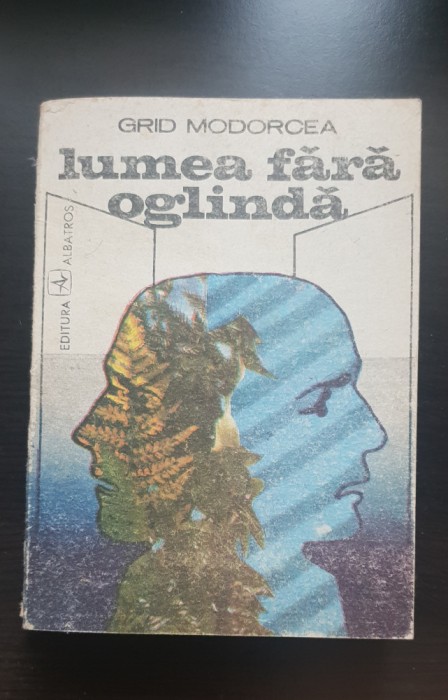 GRID MODORCEA
lumea fără
oglindă
EDITURA A ALBATROS